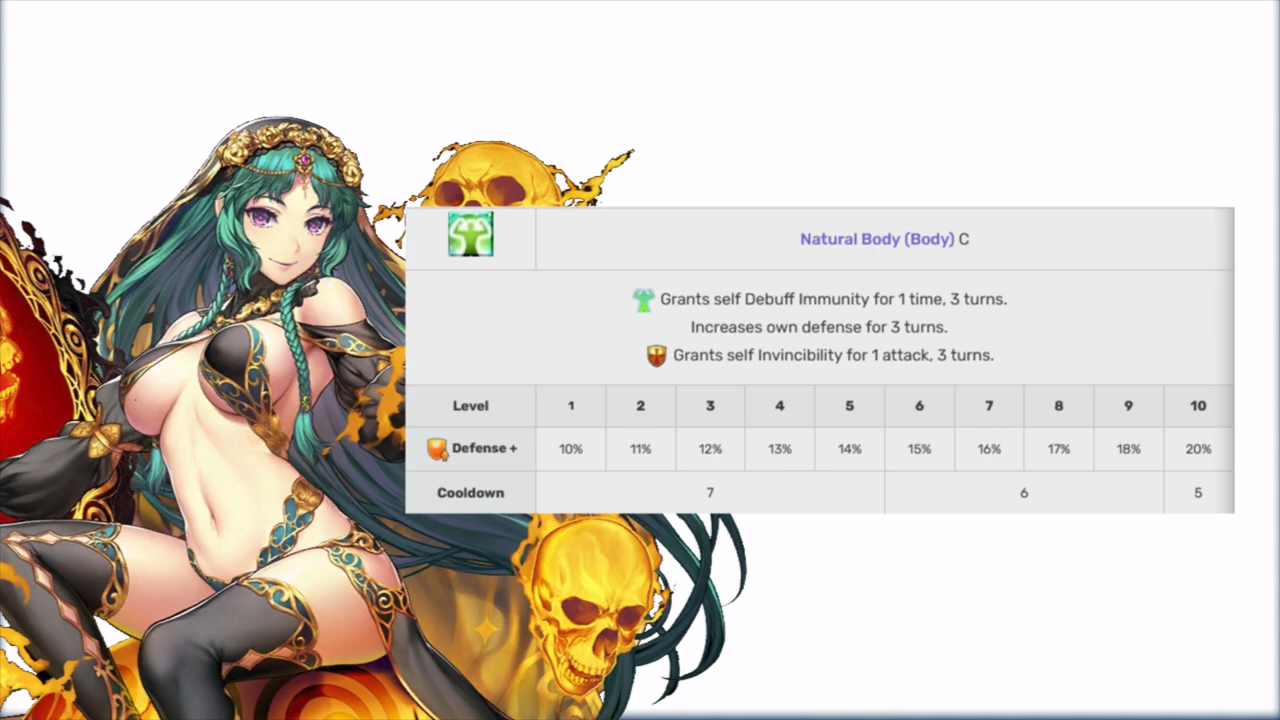 Natural Body (Body) C
Grants self Debuff Immunity for 1 time, 3 turns.
Increases own defense for 3 turns.
Grants self Invincibility for 1 attack, 3 turns.
Level 1 2 3 4 5 6 7 8 9 10
Defense + 10% 11% 12% 13% 14% 15% 16% 17% 18% 20%
Cooldown 7 6 5